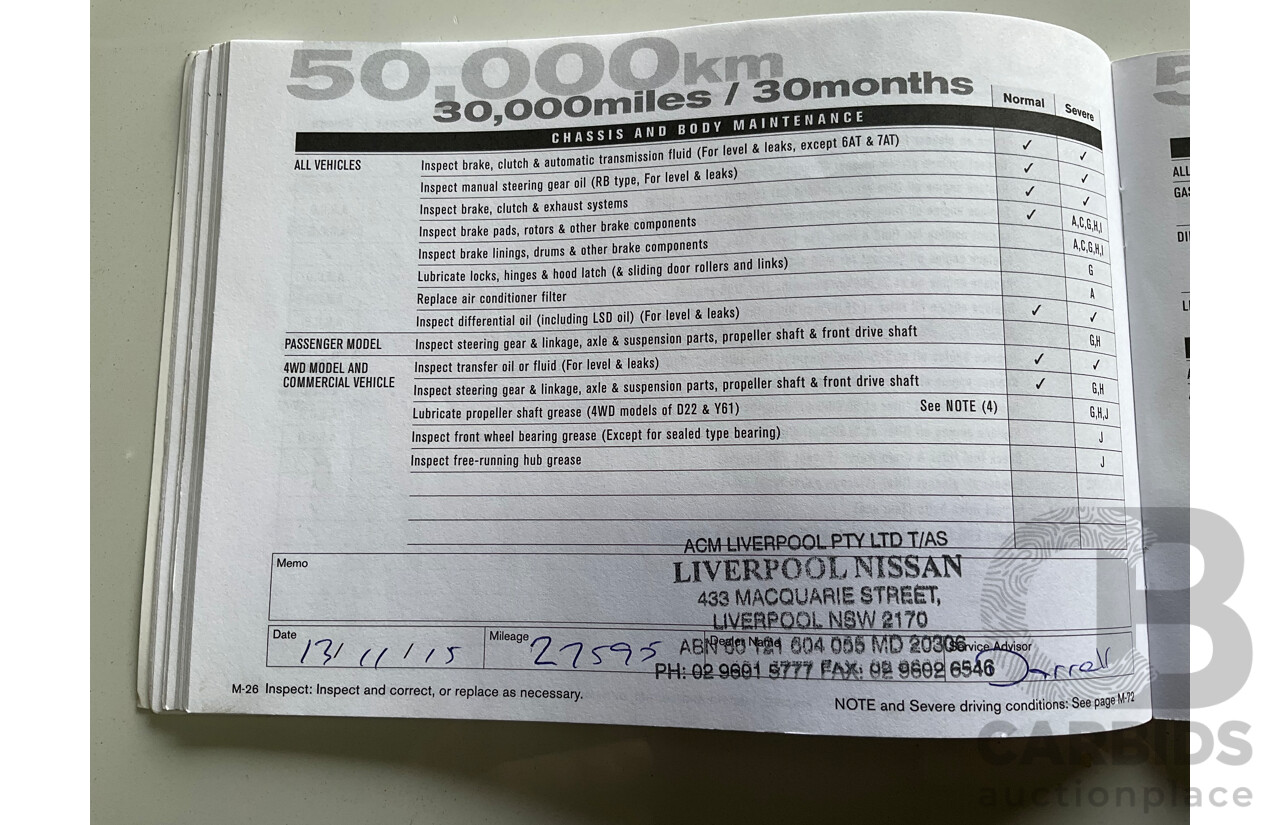 50,000km
30,000miles / 30months
Normal Severe
CHASSIS AND BODY MAINTENANCE
ALL VEHICLES Inspect brake, clutch & automatic transmission fluid (For level & leaks, except 6AT & 7AT) ✓ ✓
Inspect manual steering gear oil (RB type, For level & leaks) ✓ ✓
Inspect brake, clutch & exhaust systems ✓ ✓
Inspect brake pads, rotors & other brake components ✓ A,C,G,H,I
Inspect brake linings, drums & other brake components A,C,G,H,I
Lubricate locks, hinges & hood latch (& sliding door rollers and links) G
Replace air conditioner filter A
Inspect differential oil (including LSD oil) (For level & leaks) ✓ ✓
PASSENGER MODEL Inspect steering gear & linkage, axle & suspension parts, propeller shaft & front drive shaft G,H
4WD MODEL AND
COMMERCIAL VEHICLE
Inspect transfer oil or fluid (For level & leaks) ✓ ✓
Inspect steering gear & linkage, axle & suspension parts, propeller shaft & front drive shaft ✓ G,H
Lubricate propeller shaft grease (4WD models of D22 & Y61) See NOTE (4) G,H,J
Inspect front wheel bearing grease (Except for sealed type bearing) J
Inspect free-running hub grease J
Memo
ACM LIVERPOOL PTY LTD T/AS
LIVERPOOL NISSAN
433 MACQUARIE STREET,
LIVERPOOL NSW 2170
ABN 604 055 MD 20306
PH: 02 9601 FAX: 02 9602 6546
Date 13/11/15 Mileage 27595 Dealer Name Service Advisor Darrel
M-26 Inspect: Inspect and correct, or replace as necessary.
NOTE and Severe driving conditions: See page M-72
CARBIDS
auctionplace